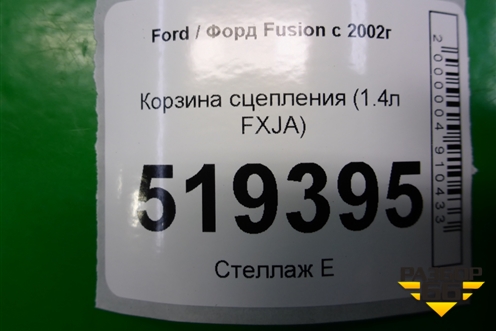 Ford / Форд Fusion с 2002г
Корзина сцепления (1.4л
FXJA)
519395
Стеллаж E
2000004910433